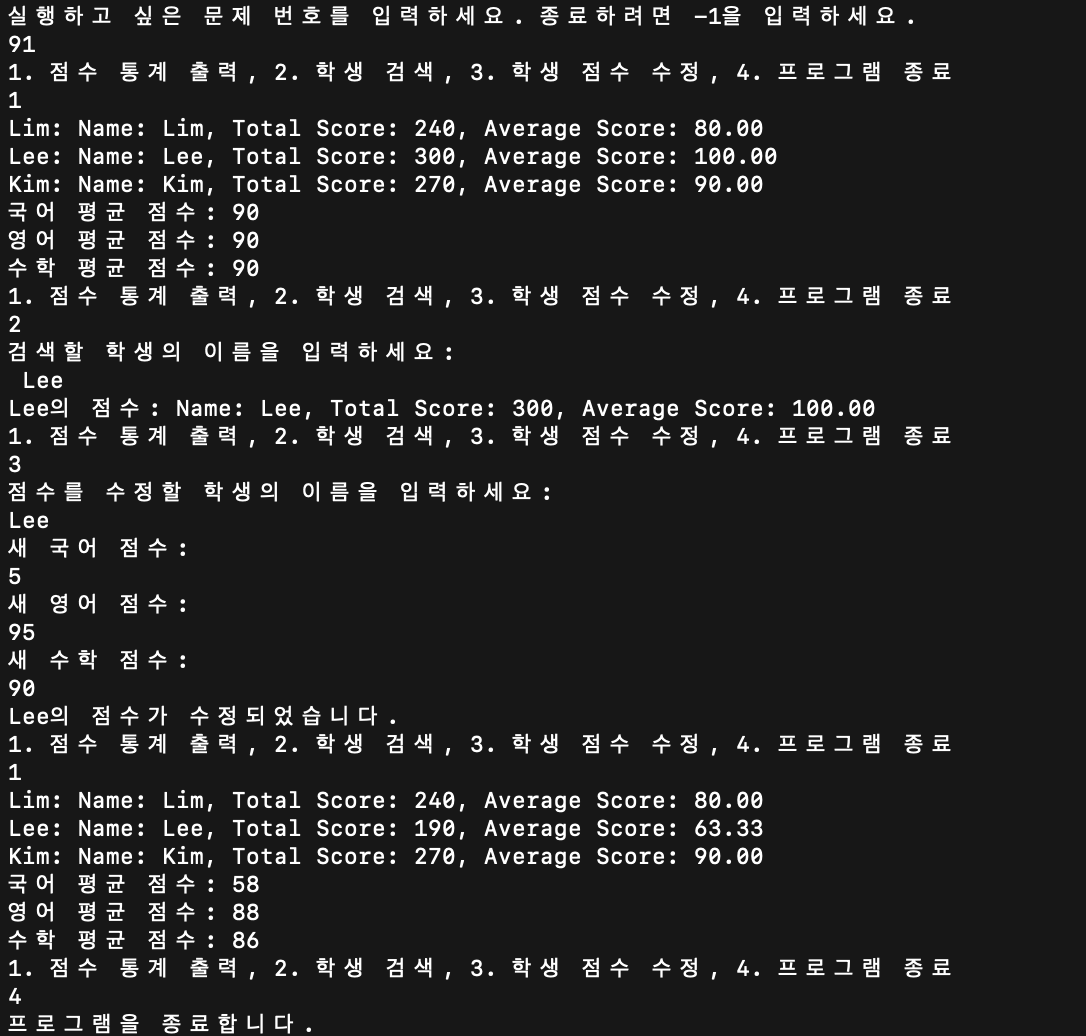 실행하고 싶은 문제 번호를 입력하세요. 종료하려면 -1을 입력하세요.
91
1. 점수 통계 출력, 2. 학생 검색, 3. 학생 점수 수정, 4. 프로그램 종료
1
Lim: Name: Lim, Total Score: 240, Average Score: 80.00
Lee: Name: Lee, Total Score: 300, Average Score: 100.00
Kim: Name: Kim, Total Score: 270, Average Score: 90.00
국어 평균 점수: 90
영어 평균 점수: 90
수학 평균 점수: 90
1. 점수 통계 출력, 2. 학생 검색, 3. 학생 점수 수정, 4. 프로그램 종료
2
검색할 학생의 이름을 입력하세요:
 Lee
Lee의 점수: Name: Lee, Total Score: 300, Average Score: 100.00
1. 점수 통계 출력, 2. 학생 검색, 3. 학생 점수 수정, 4. 프로그램 종료
3
점수를 수정할 학생의 이름을 입력하세요:
Lee
새 국어 점수:
5
새 영어 점수:
95
새 수학 점수:
90
Lee의 점수가 수정되었습니다.
1. 점수 통계 출력, 2. 학생 검색, 3. 학생 점수 수정, 4. 프로그램 종료
1
Lim: Name: Lim, Total Score: 240, Average Score: 80.00
Lee: Name: Lee, Total Score: 190, Average Score: 63.33
Kim: Name: Kim, Total Score: 270, Average Score: 90.00
국어 평균 점수: 58
영어 평균 점수: 88
수학 평균 점수: 86
1. 점수 통계 출력, 2. 학생 검색, 3. 학생 점수 수정, 4. 프로그램 종료
4
프로그램을 종료합니다.